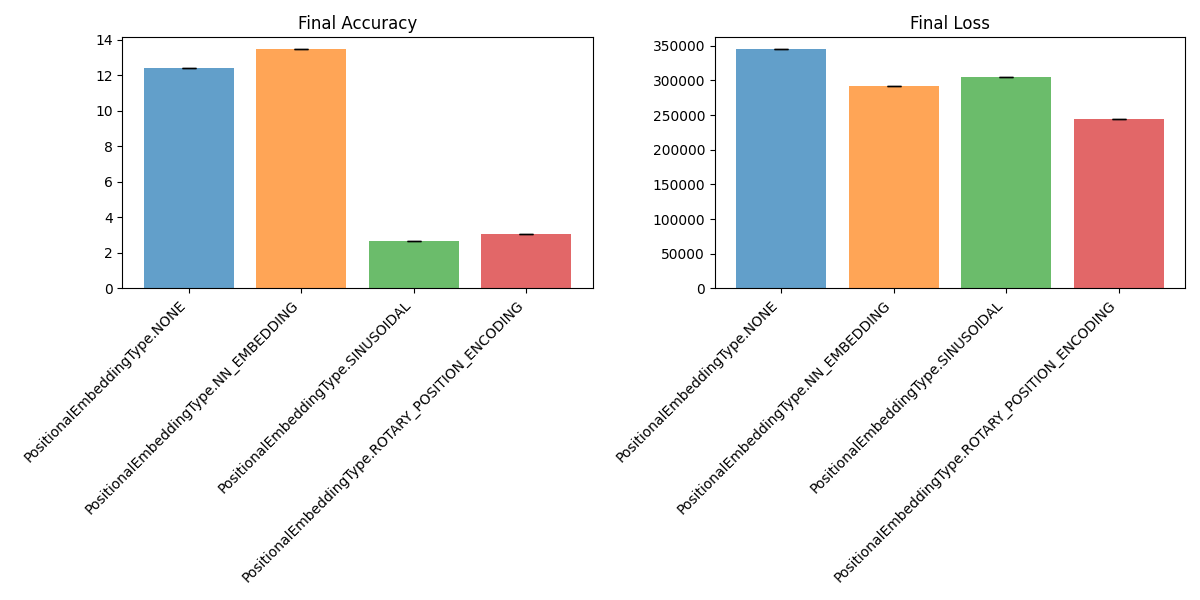 Final Accuracy
14
12
10
8
6
4
2
0
PositionalEmbeddingType.NONE
PositionalEmbeddingType.NN_EMBEDDING
PositionalEmbeddingType.SINUSOIDAL
PositionalEmbeddingType.ROTARY_POSITION_ENCODING
Final Loss
350000
300000
250000
200000
150000
100000
50000
0
PositionalEmbeddingType.NONE
PositionalEmbeddingType.NN_EMBEDDING
PositionalEmbeddingType.SINUSOIDAL
PositionalEmbeddingType.ROTARY_POSITION_ENCODING